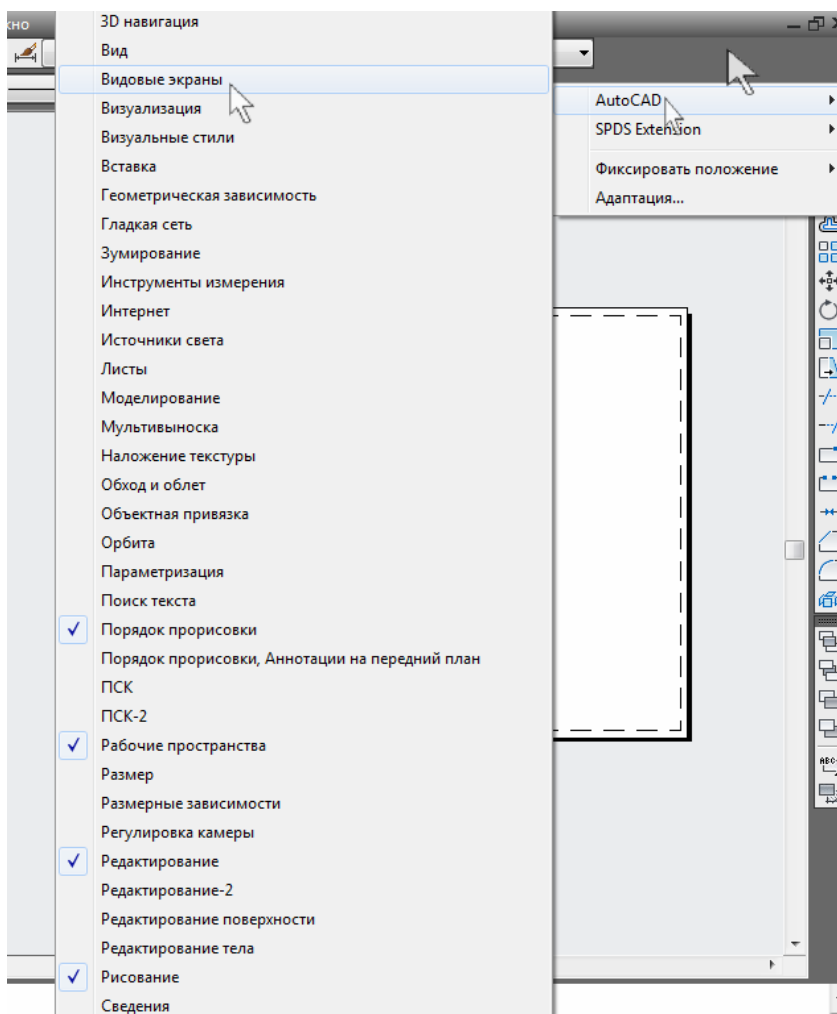 3D навигация
Вид
Видовые экраны
Визуализация
Визуальные стили
Вставка
Геометрическая зависимость
Гладкая сеть
Зумирование
Инструменты измерения
Интернет
Источники света
Листы
Моделирование
Мультивыноска
Наложение текстуры
Обход и облет
Объектная привязка
Орбита
Параметризация
Поиск текста
Порядок прорисовки
Порядок прорисовки, Аннотации на передний план
ПСК
ПСК-2
Рабочие пространства
Размер
Размерные зависимости
Регулировка камеры
Редактирование
Редактирование-2
Редактирование поверхности
Редактирование тела
Рисование
Сведения
AutoCAD
SPDS Extension
Фиксировать положение
Адаптация...
ABC